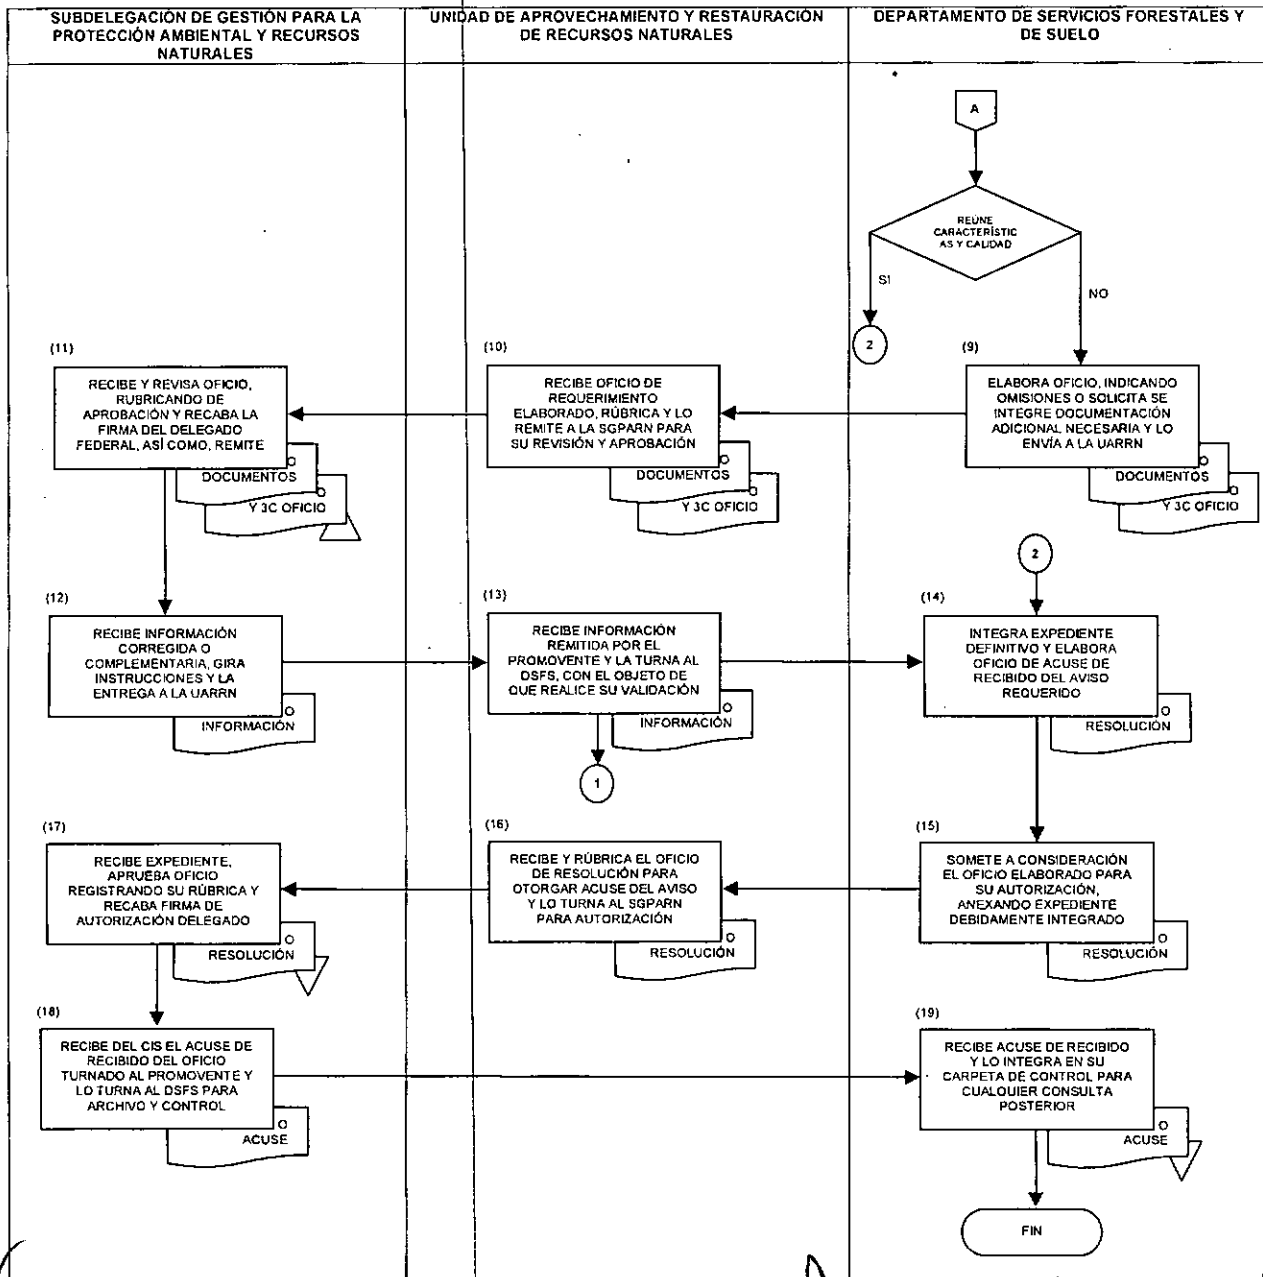 SUBDELEGACIÓN DE GESTIÓN PARA LA
PROTECCIÓN AMBIENTAL Y RECURSOS
NATURALES
UNIDAD DE APROVECHAMIENTO Y RESTAURACIÓN
DE RECURSOS NATURALES
DEPARTAMENTO DE SERVICIOS FORESTALES Y
DE SUELO
A
REÚNE
CARACTERÍSTIC
AS Y CALIDAD
SI
NO
2
(11)
RECIBE Y REVISA OFICIO,
RUBRICANDO DE
APROBACIÓN Y RECABA LA
FIRMA DEL DELEGADO
FEDERAL, ASÍ COMO, REMITE
O
DOCUMENTOS
O
Y 3C OFICIO
(10)
RECIBE OFICIO DE
REQUERIMIENTO
ELABORADO, RÚBRICA Y LO
REMITE A LA SGPARN PARA
SU REVISIÓN Y APROBACIÓN
O
DOCUMENTOS
O
Y 3C OFICIO
(9)
ELABORA OFICIO, INDICANDO
OMISIONES O SOLICITA SE
INTEGRE DOCUMENTACIÓN
ADICIONAL NECESARIA Y LO
ENVÍA A LA UARRN
O
DOCUMENTOS
O
Y 3C OFICIO
2
(12)
RECIBE INFORMACIÓN
CORREGIDA O
COMPLEMENTARIA, GIRA
INSTRUCCIONES Y LA
ENTREGA A LA UARRN
O
INFORMACIÓN
(13)
RECIBE INFORMACIÓN
REMITIDA POR EL
PROMOVENTE Y LA TURNA AL
DSFS, CON EL OBJETO DE
QUE REALICE SU VALIDACIÓN
O
INFORMACIÓN
1
(14)
INTEGRA EXPEDIENTE
DEFINITIVO Y ELABORA
OFICIO DE ACUSE DE
RECIBIDO DEL AVISO
REQUERIDO
O
RESOLUCIÓN
(17)
RECIBE EXPEDIENTE,
APRUEBA OFICIO
REGISTRANDO SU RÚBRICA Y
RECABA FIRMA DE
AUTORIZACIÓN DELEGADO
O
RESOLUCIÓN
(16)
RECIBE Y RÚBRICA EL OFICIO
DE RESOLUCIÓN PARA
OTORGAR ACUSE DEL AVISO
Y LO TURNA AL SGPARN
PARA AUTORIZACIÓN
O
RESOLUCIÓN
(15)
SOMETE A CONSIDERACIÓN
EL OFICIO ELABORADO PARA
SU AUTORIZACIÓN,
ANEXANDO EXPEDIENTE
DEBIDAMENTE INTEGRADO
O
RESOLUCIÓN
(18)
RECIBE DEL CIS EL ACUSE DE
RECIBIDO DEL OFICIO
TURNADO AL PROMOVENTE Y
LO TURNA AL DSFS PARA
ARCHIVO Y CONTROL
O
ACUSE
(19)
RECIBE ACUSE DE RECIBIDO
Y LO INTEGRA EN SU
CARPETA DE CONTROL PARA
CUALQUIER CONSULTA
POSTERIOR
O
ACUSE
FIN